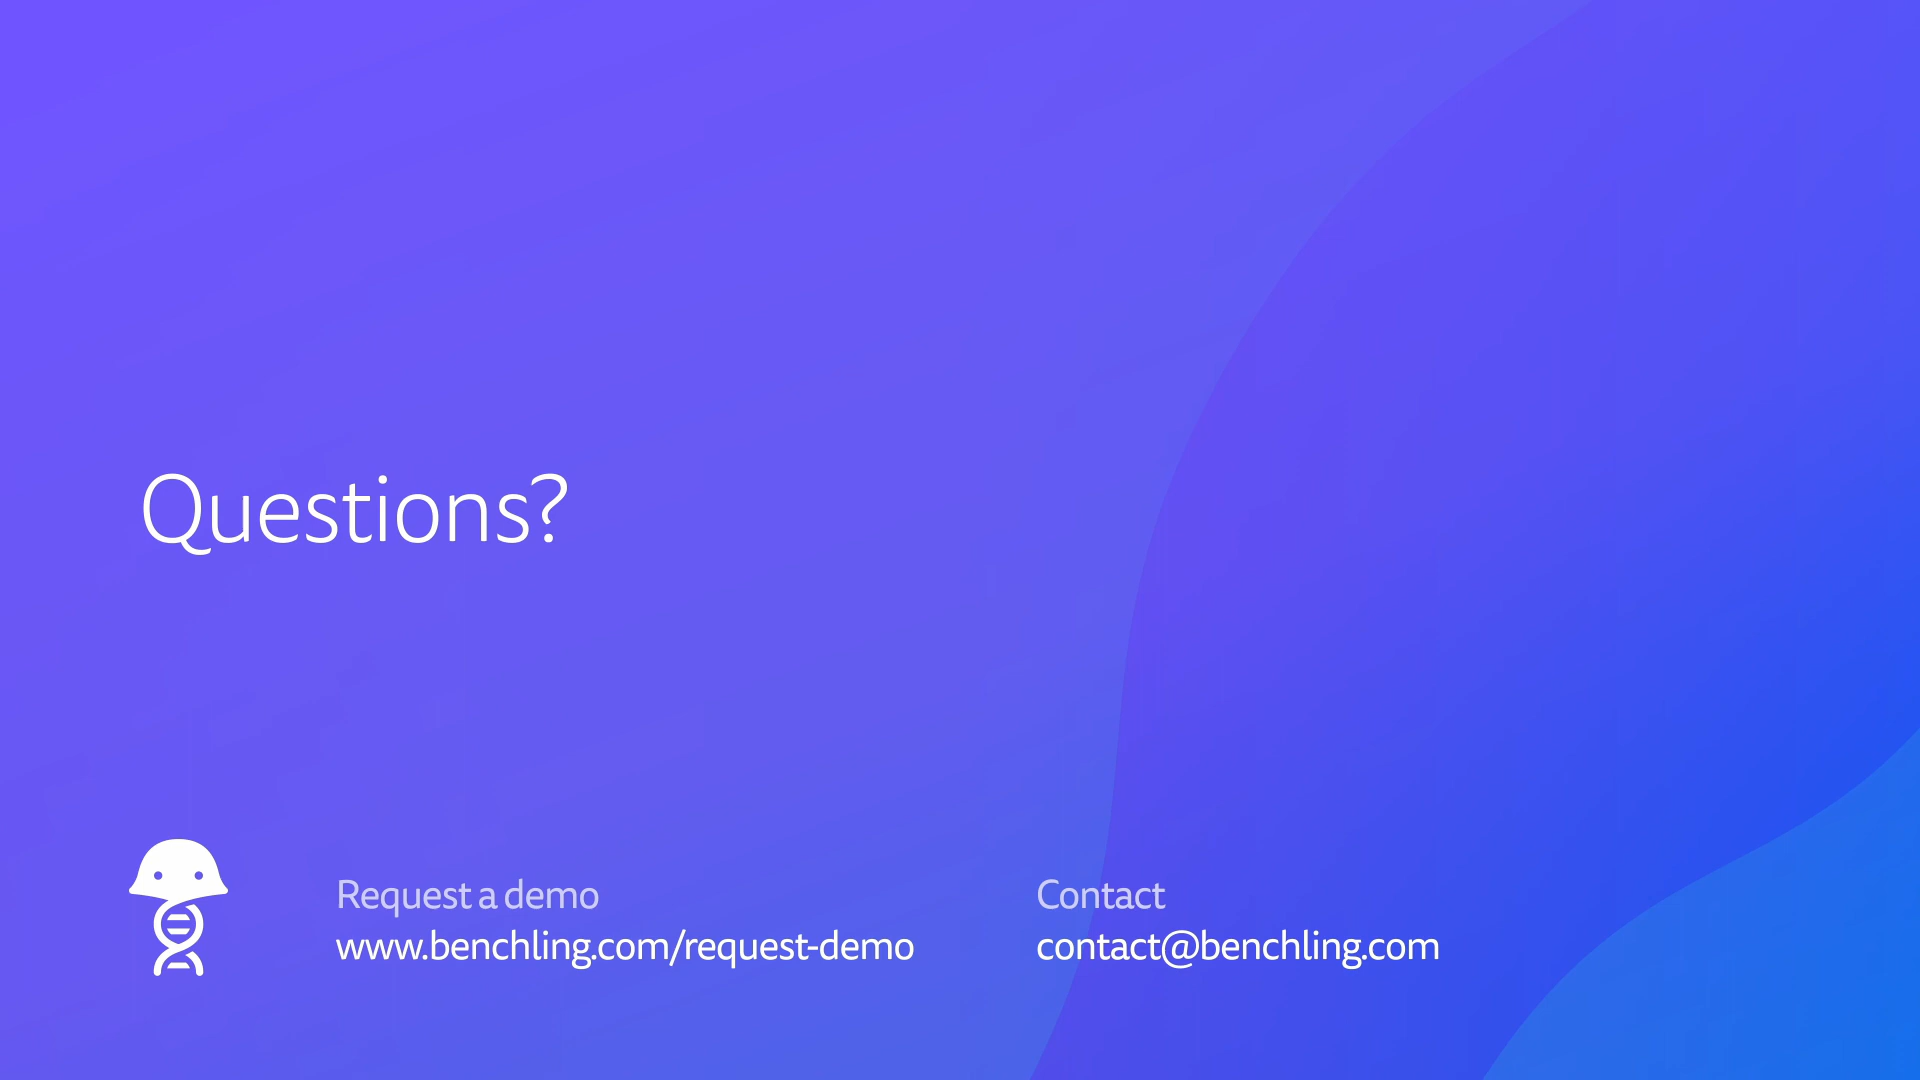 Questions?
Request a demo
www.benchling.com/request-demo
Contact
contact@benchling.com